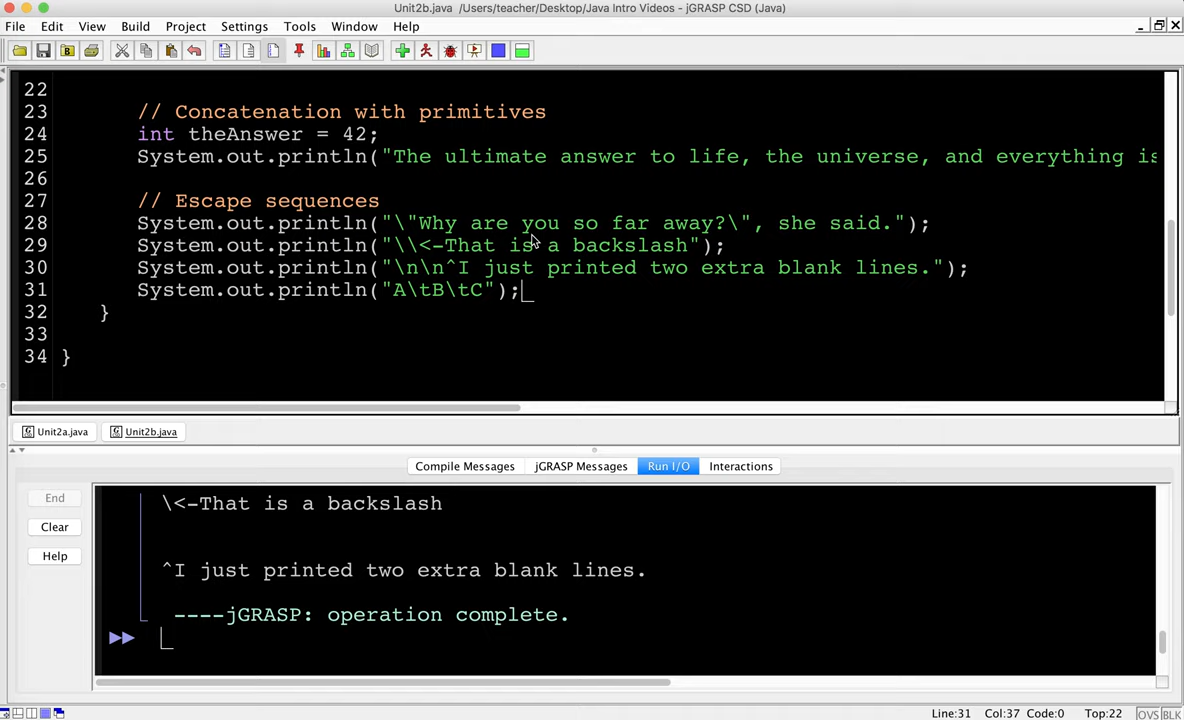 Unit2b.java /Users/teacher/Desktop/Java Intro Videos - jGRASP CSD (Java)
File Edit View Build Project Settings Tools Window Help
22
23 // Concatenation with primitives
24 int theAnswer = 42;
25 System.out.println("The ultimate answer to life, the universe, and everything is
26
27 // Escape sequences
28 System.out.println("\"Why are you so far away?\", she said.");
29 System.out.println("\\<-That is a backslash");
30 System.out.println("\n\n^I just printed two extra blank lines.");
31 System.out.println("A\tB\tC");
32 }
33
34 }
Unit2a.java Unit2b.java
Compile Messages jGRASP Messages Run I/O Interactions
End
Clear
Help
\<-That is a backslash
^I just printed two extra blank lines.
----jGRASP: operation complete.
Line:31 Col:37 Code:0 Top:22 OVS BLK